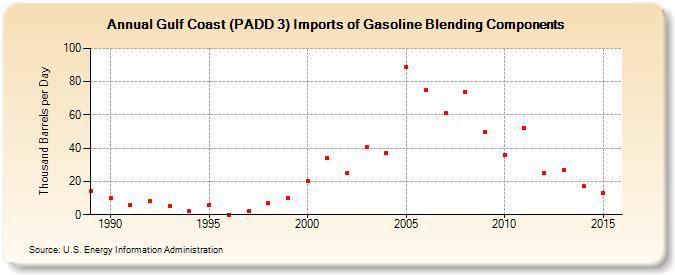 Annual Gulf Coast (PADD 3) Imports of Gasoline Blending Components
Thousand Barrels per Day
100
80
60
40
20
0
1990 1995 2000 2005 2010 2015
Source: U.S. Energy Information Administration